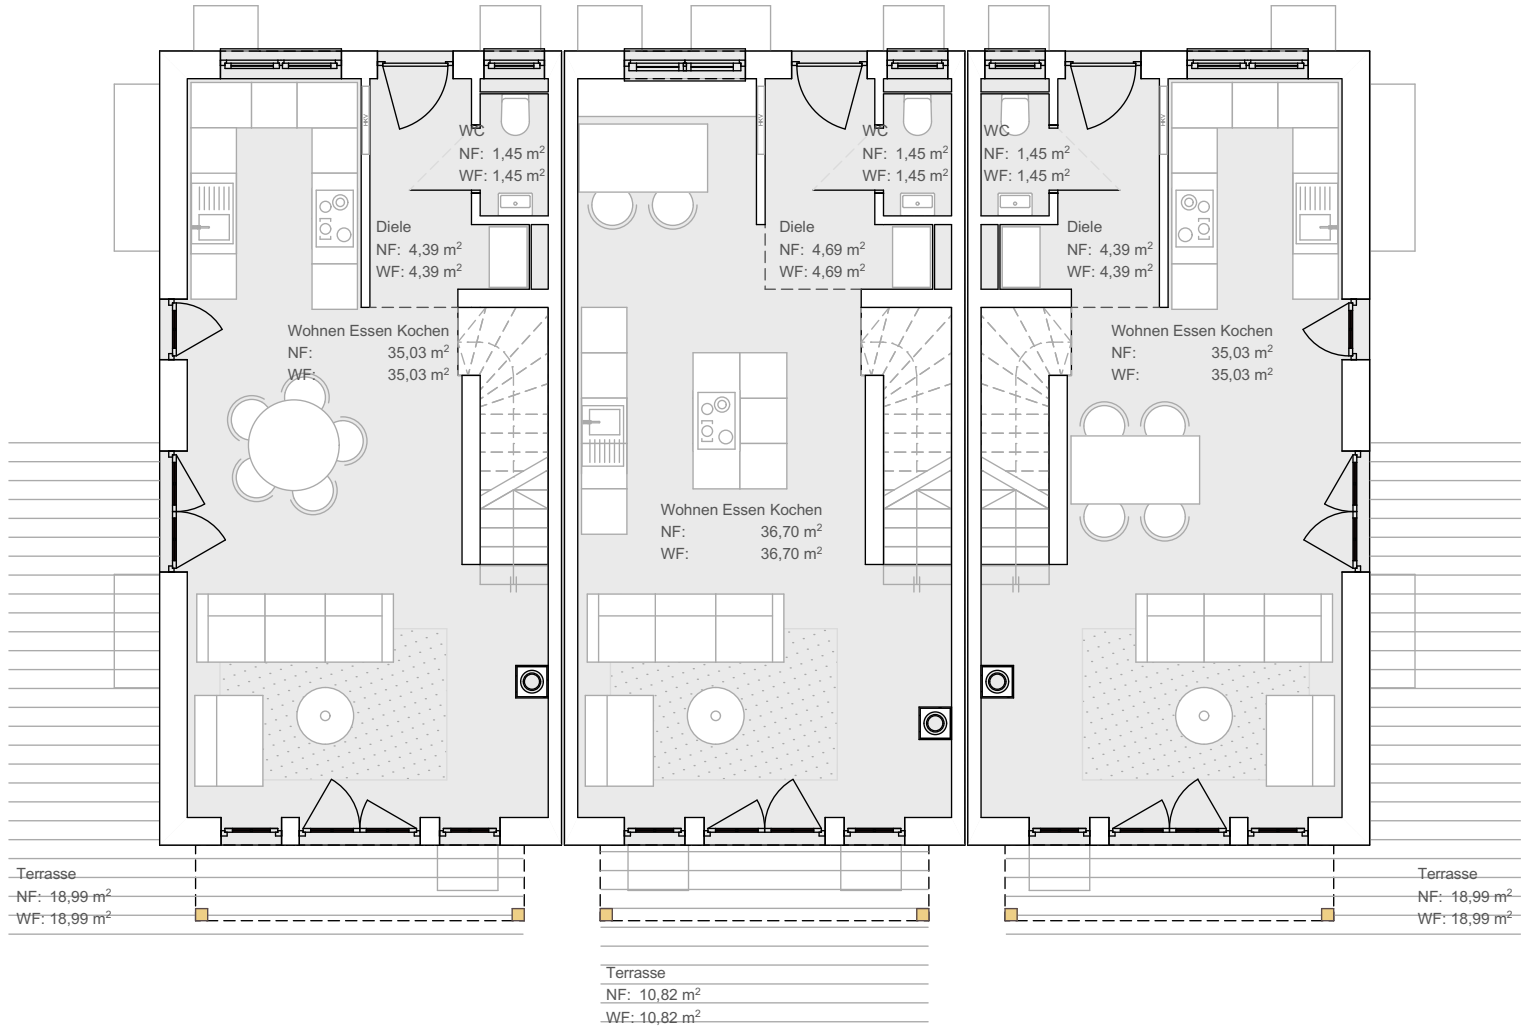 HKV
WC
NF: 1,45 m²
WF: 1,45 m²
Diele
NF: 4,39 m²
WF: 4,39 m²
Wohnen Essen Kochen
NF: 35,03 m²
WF: 35,03 m²
Terrasse
NF: 18,99 m²
WF: 18,99 m²
HKV
WC
NF: 1,45 m²
WF: 1,45 m²
Diele
NF: 4,69 m²
WF: 4,69 m²
Wohnen Essen Kochen
NF: 36,70 m²
WF: 36,70 m²
Terrasse
NF: 10,82 m²
WF: 10,82 m²
WC
NF: 1,45 m²
WF: 1,45 m²
HKV
Diele
NF: 4,39 m²
WF: 4,39 m²
Wohnen Essen Kochen
NF: 35,03 m²
WF: 35,03 m²
Terrasse
NF: 18,99 m²
WF: 18,99 m²